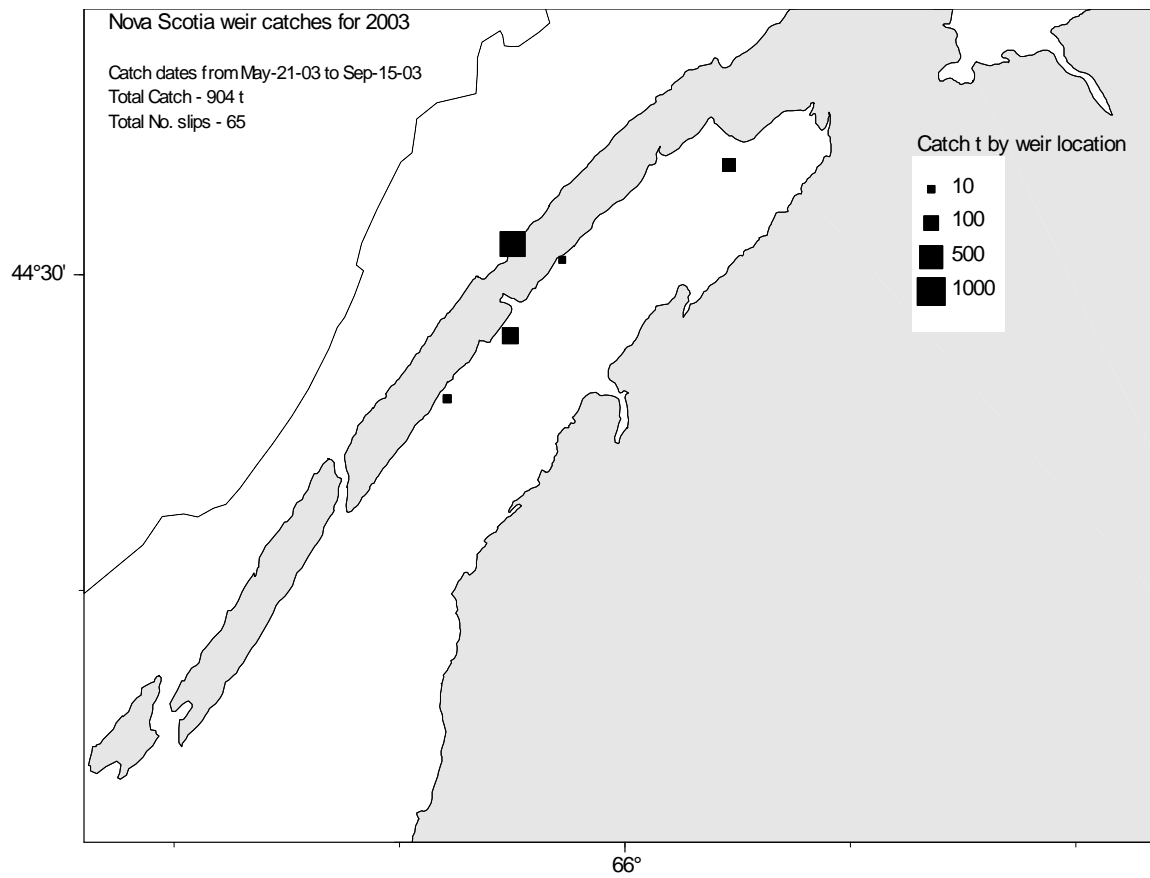 Nova Scotia weir catches for 2003
Catch dates from May-21-03 to Sep-15-03
Total Catch - 904 t
Total No. slips - 65
Catch t by weir location
10
100
500
1000
44°30'
66°